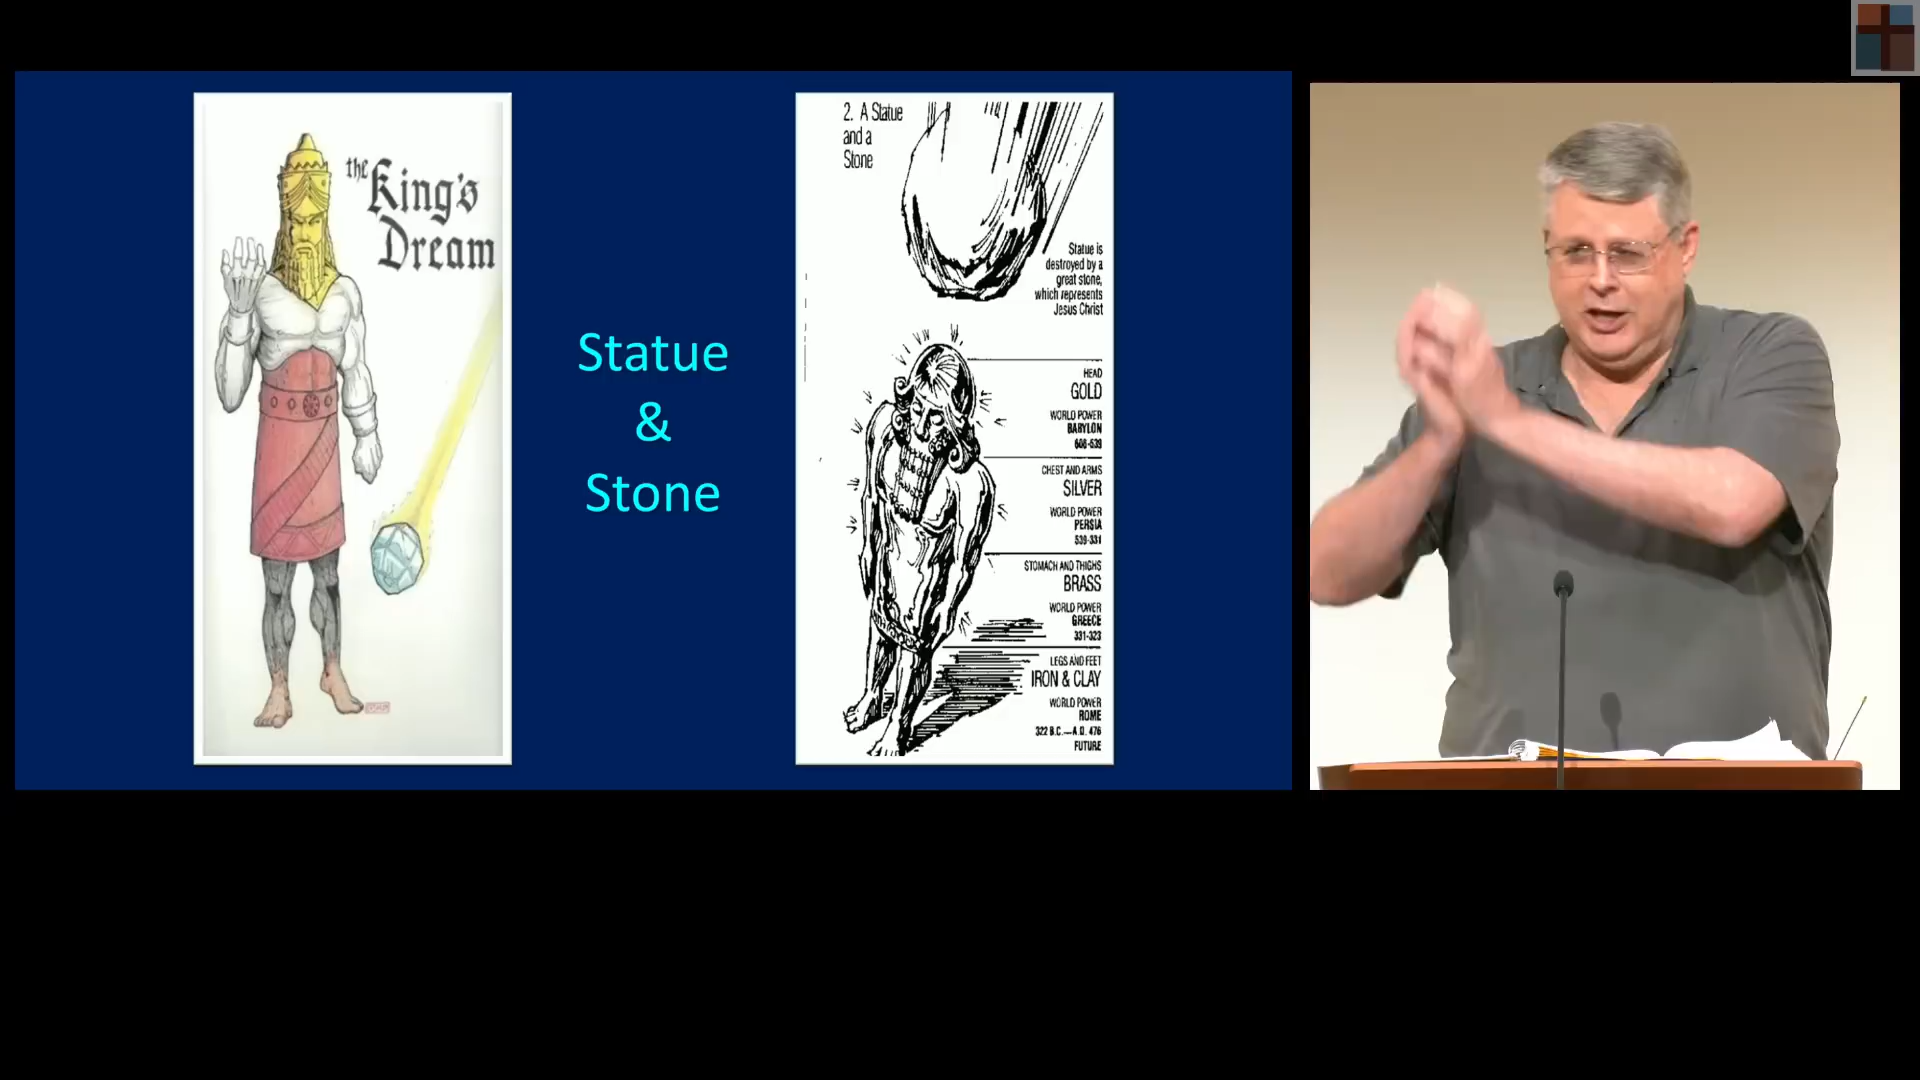 the
King's
Dream
Statue
&
Stone
2. A Statue
and a
Stone
Statue is
destroyed by a
great stone,
which represents
Jesus Christ
HEAD
GOLD
WORLD POWER
BABYLON
606-539
CHEST AND ARMS
SILVER
WORLD POWER
PERSIA
539-331
STOMACH AND THIGHS
BRASS
WORLD POWER
GREECE
331-323
LEGS AND FEET
IRON & CLAY
WORLD POWER
ROME
322 B.C.—A.D. 476
FUTURE